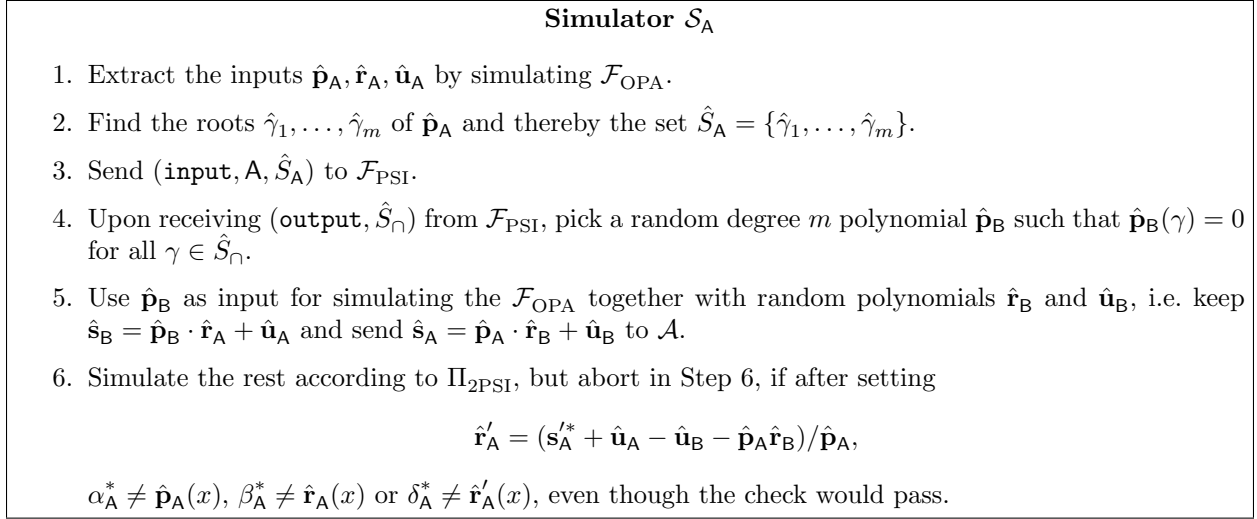 Simulator 𝒮_A
1. Extract the inputs p̂_A, r̂_A, û_A by simulating ℱ_OPA.
2. Find the roots γ̂_1, . . . , γ̂_m of p̂_A and thereby the set Ŝ_A = {γ̂_1, . . . , γ̂_m}.
3. Send (input, A, Ŝ_A) to ℱ_PSI.
4. Upon receiving (output, Ŝ_∩) from ℱ_PSI, pick a random degree m polynomial p̂_B such that p̂_B(γ) = 0
for all γ ∈ Ŝ_∩.
5. Use p̂_B as input for simulating the ℱ_OPA together with random polynomials r̂_B and û_B, i.e. keep
ŝ_B = p̂_B · r̂_A + û_A and send ŝ_A = p̂_A · r̂_B + û_B to 𝒜.
6. Simulate the rest according to Π_2PSI, but abort in Step 6, if after setting
r̂′_A = (s′*_A + û_A − û_B − p̂_A r̂_B)/p̂_A,
α*_A ≠ p̂_A(x), β*_A ≠ r̂_A(x) or δ*_A ≠ r̂′_A(x), even though the check would pass.